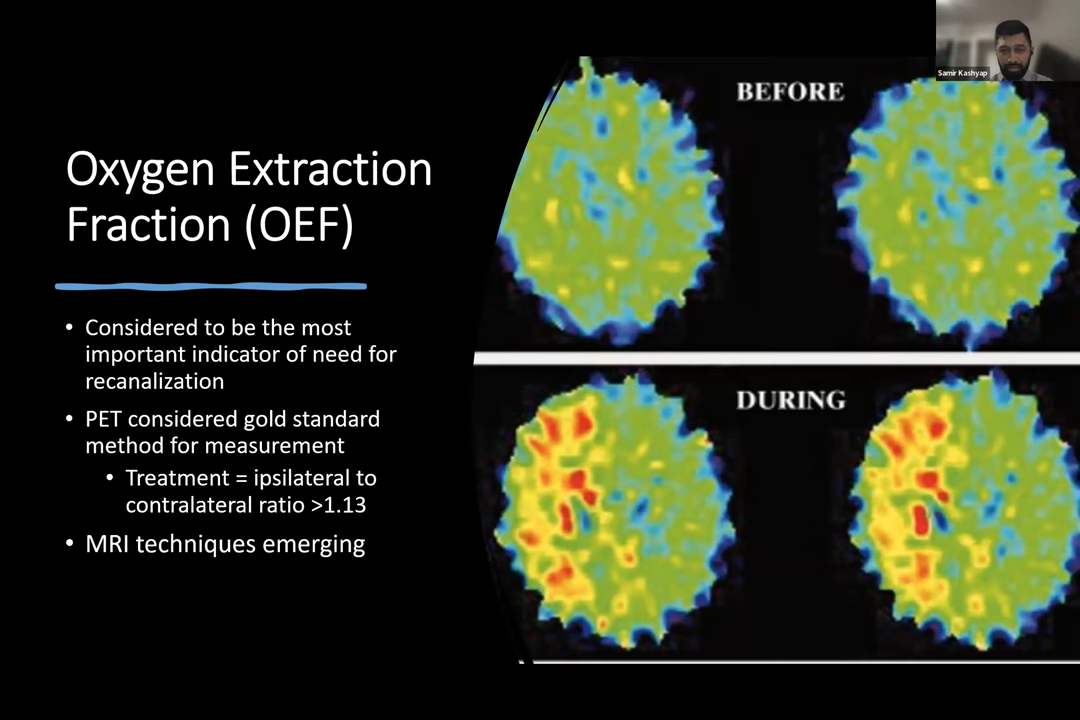 Samir Kashyap
BEFORE
Oxygen Extraction
Fraction (OEF)
• Considered to be the most
important indicator of need for
recanalization
• PET considered gold standard
method for measurement
• Treatment = ipsilateral to
contralateral ratio >1.13
• MRI techniques emerging
DURING